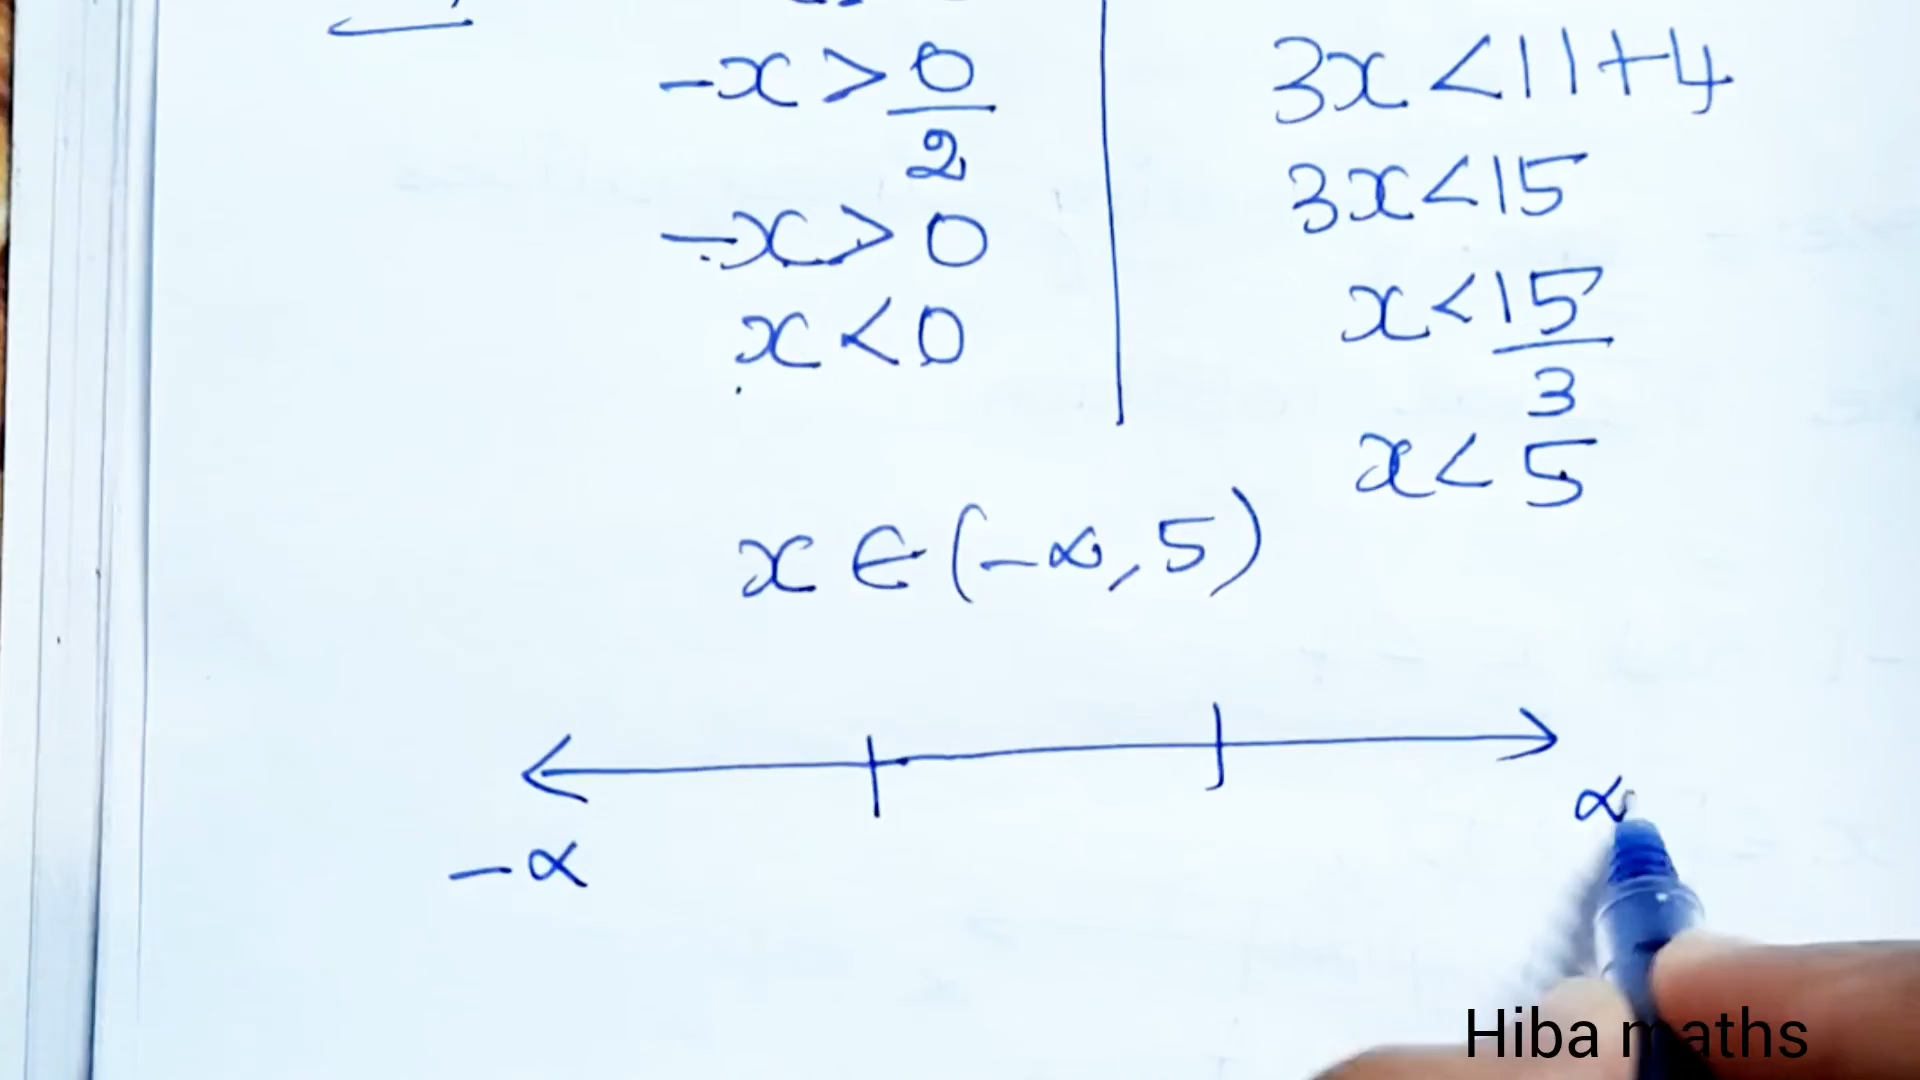 -x > 0/2
-x > 0
x < 0
3x < 11+4
3x < 15
x < 15/3
x < 5
x ∈ (-∞, 5)
-∞
∞
Hiba maths